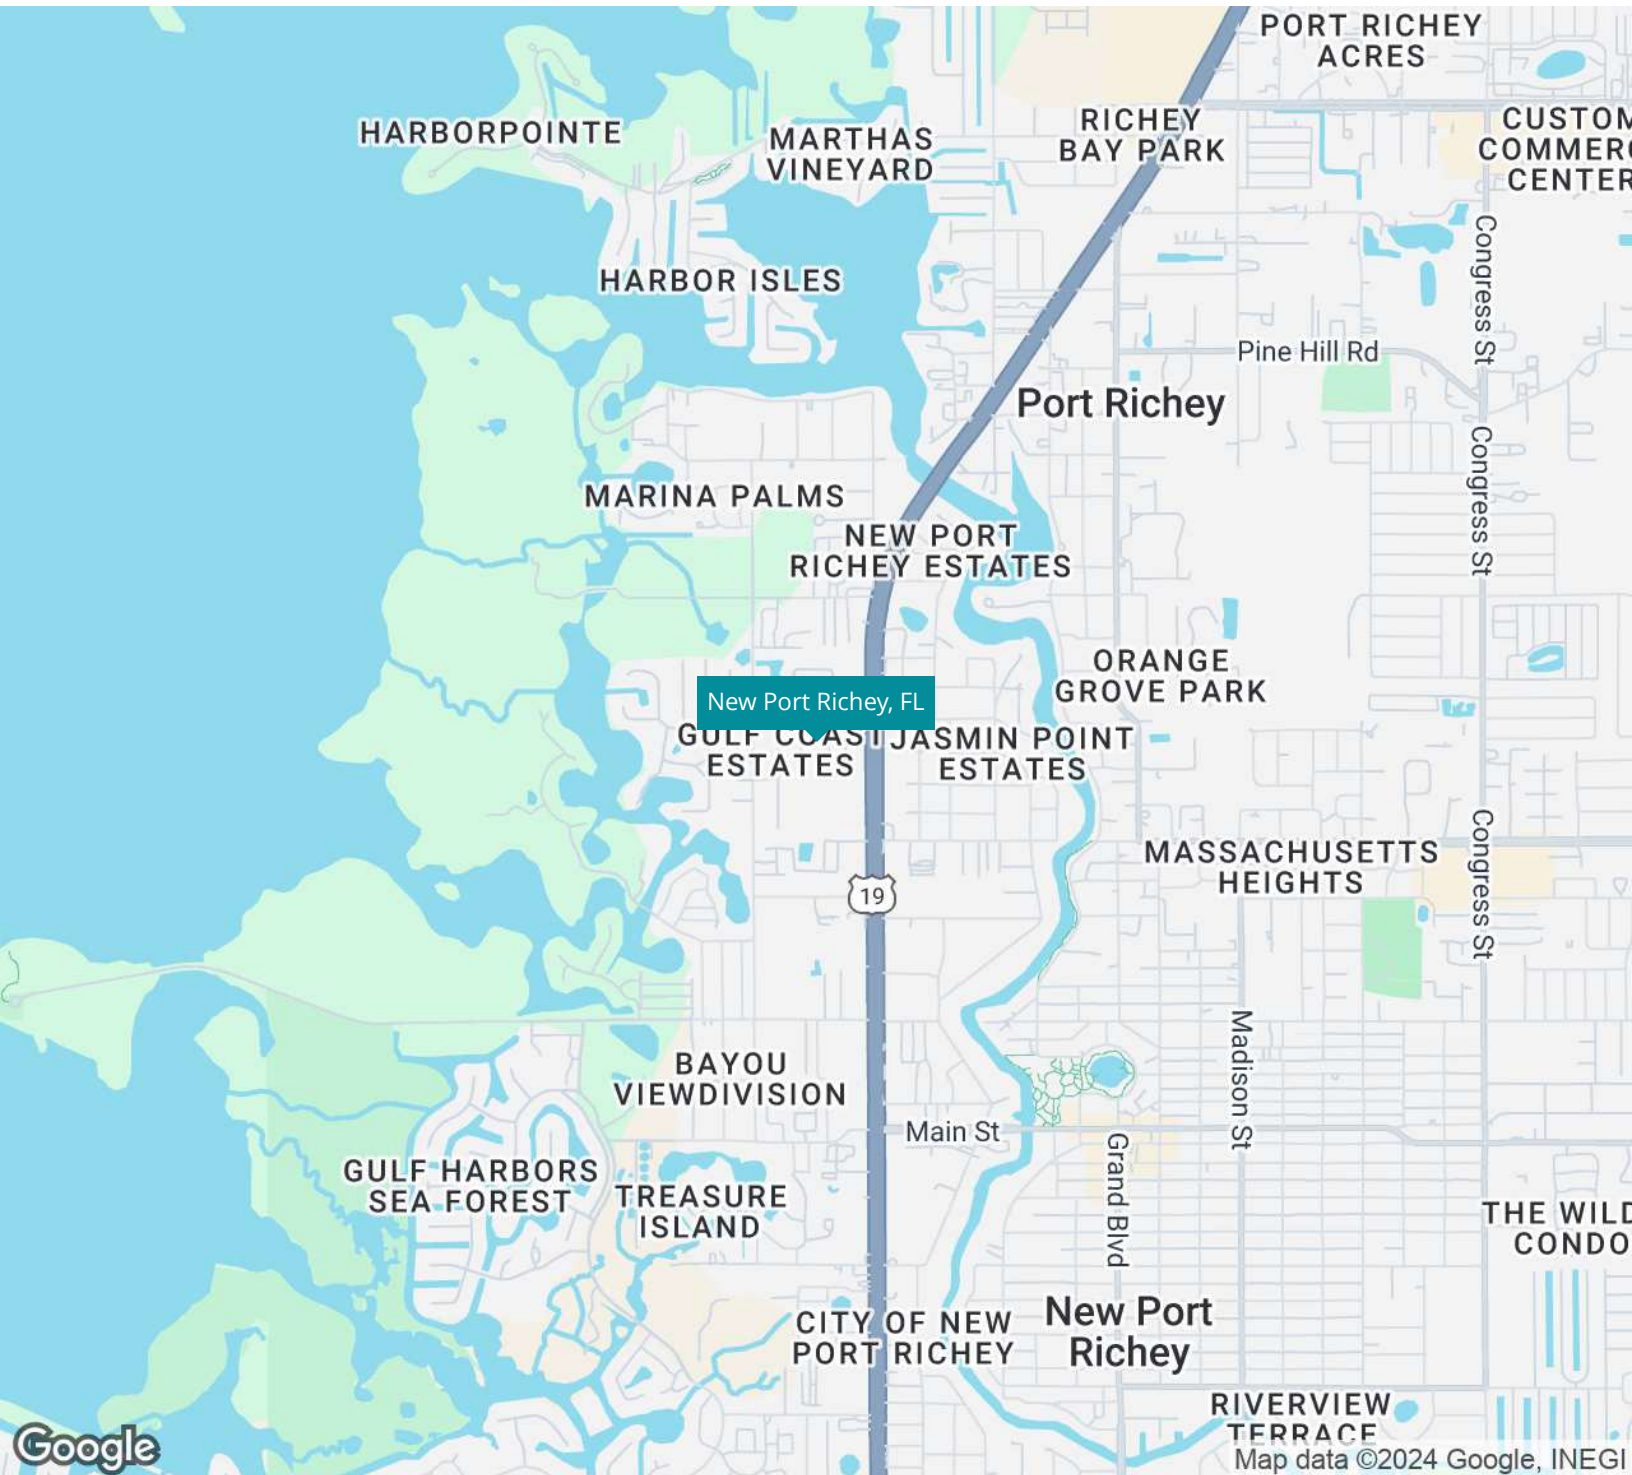 PORT RICHEY
ACRES
HARBORPOINTE
MARTHAS
VINEYARD
RICHEY
BAY PARK
CUSTOM
COMMERC
CENTER
Congress St
HARBOR ISLES
Pine Hill Rd
Port Richey
Congress St
MARINA PALMS
NEW PORT
RICHEY ESTATES
ORANGE
GROVE PARK
New Port Richey, FL
GULF COAST
ESTATES
JASMIN POINT
ESTATES
MASSACHUSETTS
HEIGHTS
Congress St
19
Madison St
BAYOU
VIEWDIVISION
Main St
Grand Blvd
GULF HARBORS
SEA FOREST
TREASURE
ISLAND
THE WILD
CONDO
CITY OF NEW
PORT RICHEY
New Port
Richey
RIVERVIEW
TERRACE
Google
Map data ©2024 Google, INEGI